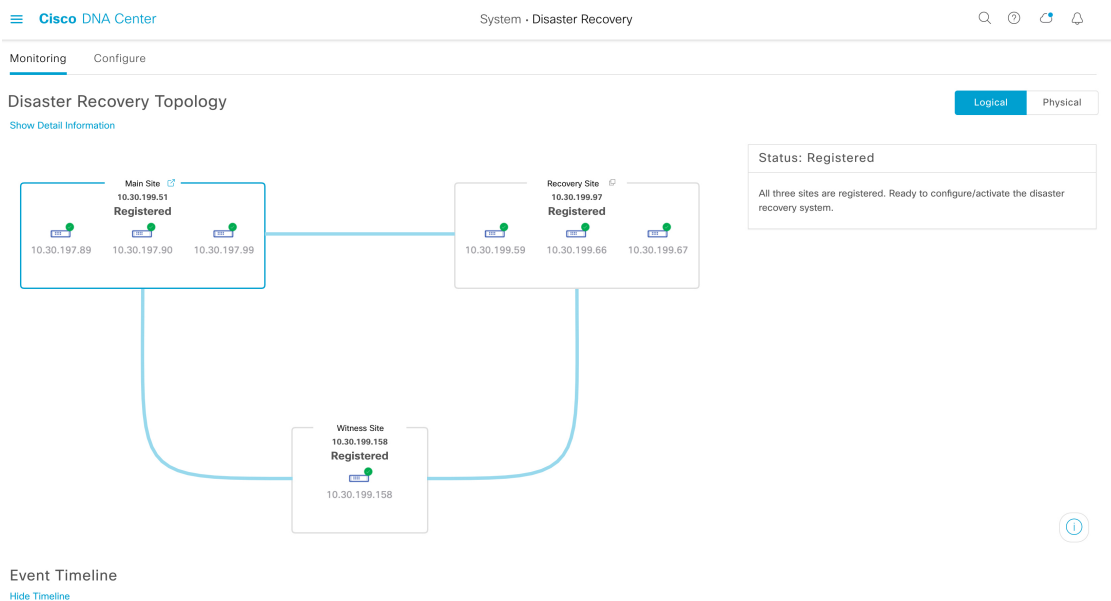 Cisco DNA Center
System · Disaster Recovery
Monitoring
Configure
Disaster Recovery Topology
Show Detail Information
Logical
Physical
Main Site
10.30.199.51
Registered
10.30.197.89
10.30.197.90
10.30.197.99
Recovery Site
10.30.199.97
Registered
10.30.199.59
10.30.199.66
10.30.199.67
Status: Registered
All three sites are registered. Ready to configure/activate the disaster
recovery system.
Witness Site
10.30.199.158
Registered
10.30.199.158
Event Timeline
Hide Timeline